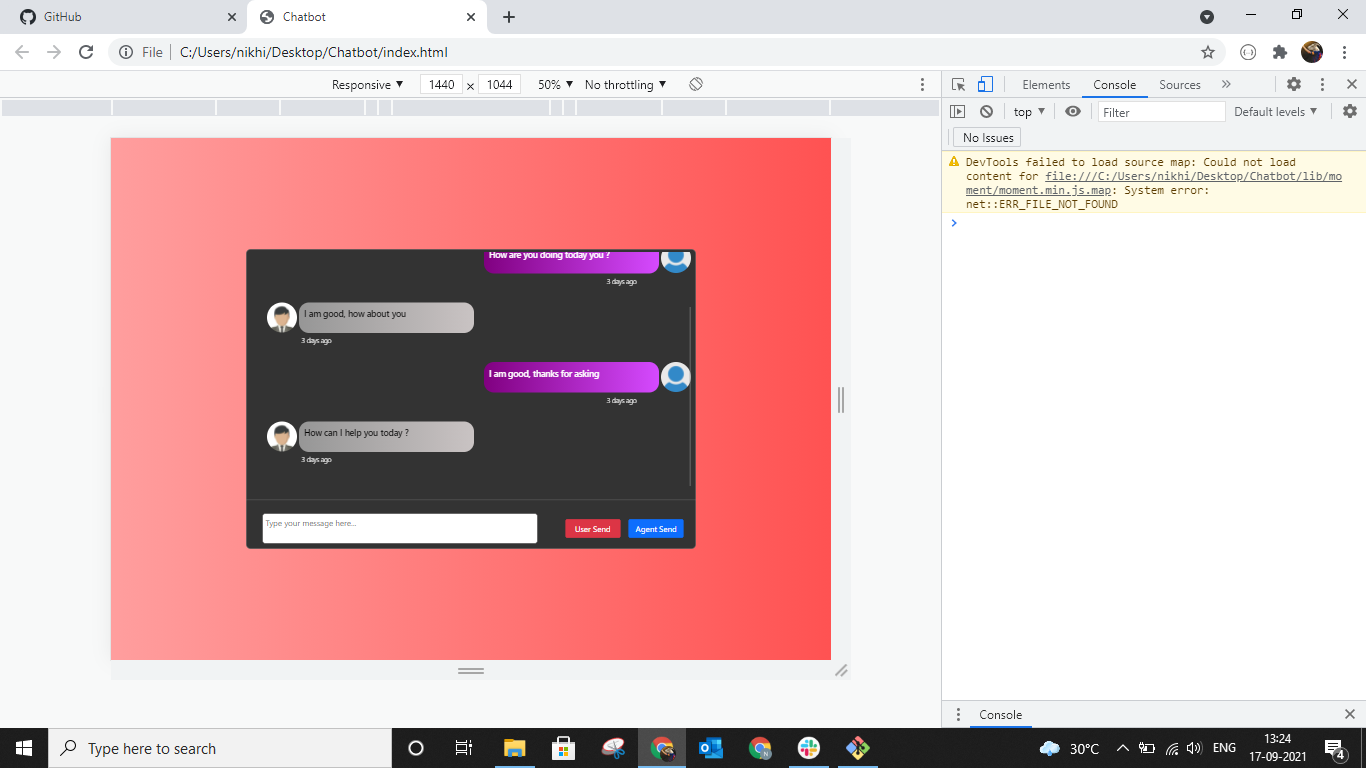 GitHub
Chatbot
File
C:/Users/nikhi/Desktop/Chatbot/index.html
Responsive ▼ 1440 × 1044 50% ▼ No throttling ▼
Elements Console Sources »
top ▼ Filter Default levels ▼
No Issues
DevTools failed to load source map: Could not load
content for file:///C:/Users/nikhi/Desktop/Chatbot/lib/mo
ment/moment.min.js.map: System error:
net::ERR_FILE_NOT_FOUND
How are you doing today you ?
3 days ago
I am good, how about you
3 days ago
I am good, thanks for asking
3 days ago
How can I help you today ?
3 days ago
Type your message here...
User Send
Agent Send
Console
Type here to search
N
30°C
ENG
13:24
17-09-2021
4